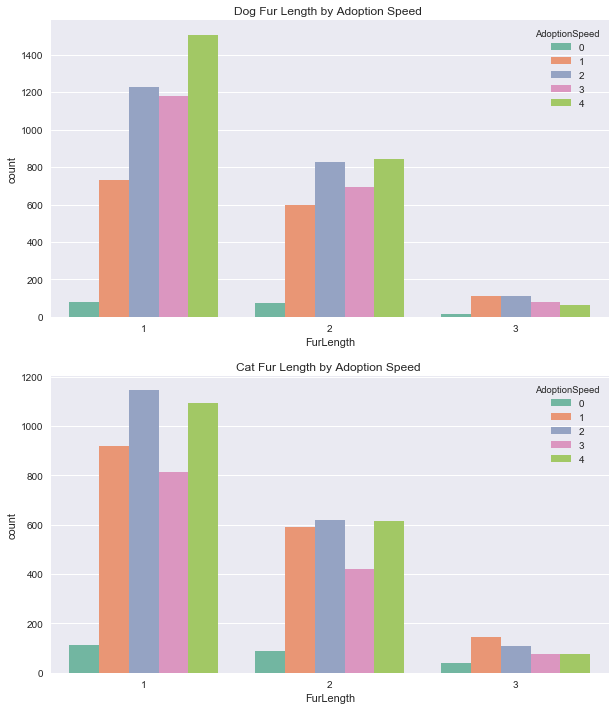 Dog Fur Length by Adoption Speed
AdoptionSpeed
0
1
2
3
4
1400
1200
1000
800
600
400
200
0
count
1 2 3
FurLength
Cat Fur Length by Adoption Speed
AdoptionSpeed
0
1
2
3
4
1200
1000
800
600
400
200
0
count
1 2 3
FurLength